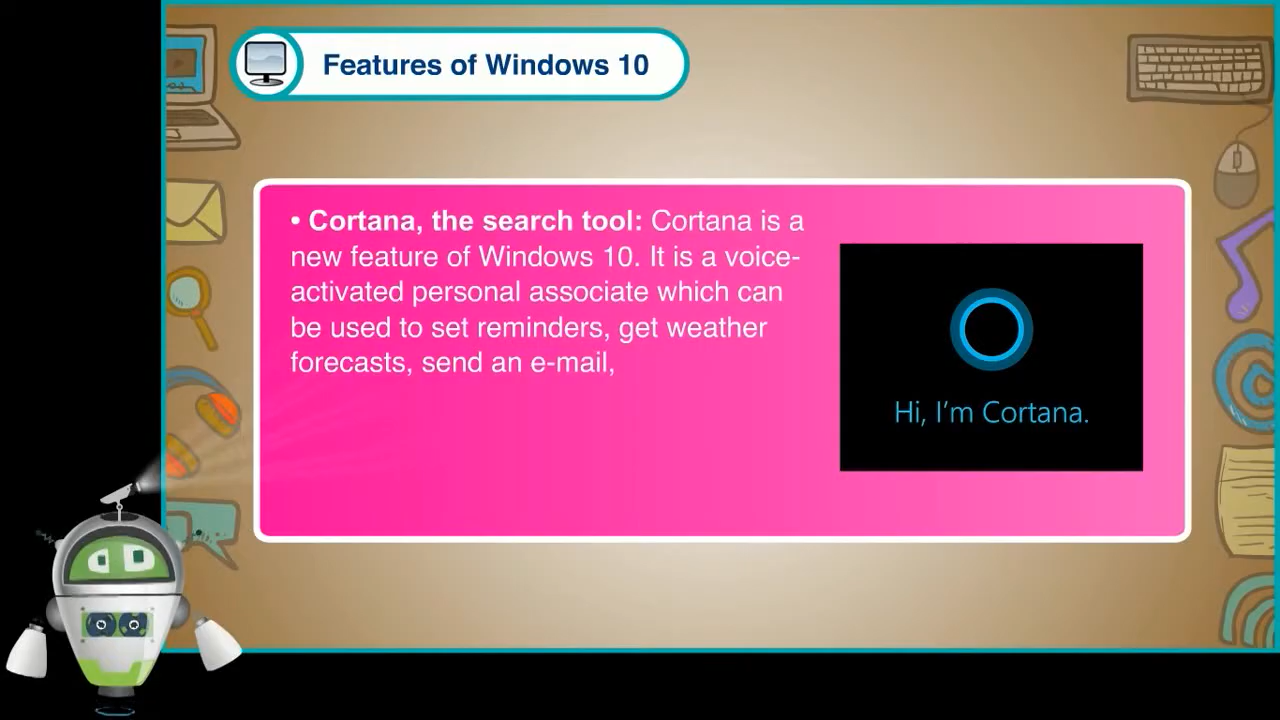 Features of Windows 10
• Cortana, the search tool: Cortana is a
new feature of Windows 10. It is a voice-
activated personal associate which can
be used to set reminders, get weather
forecasts, send an e-mail,
Hi, I'm Cortana.